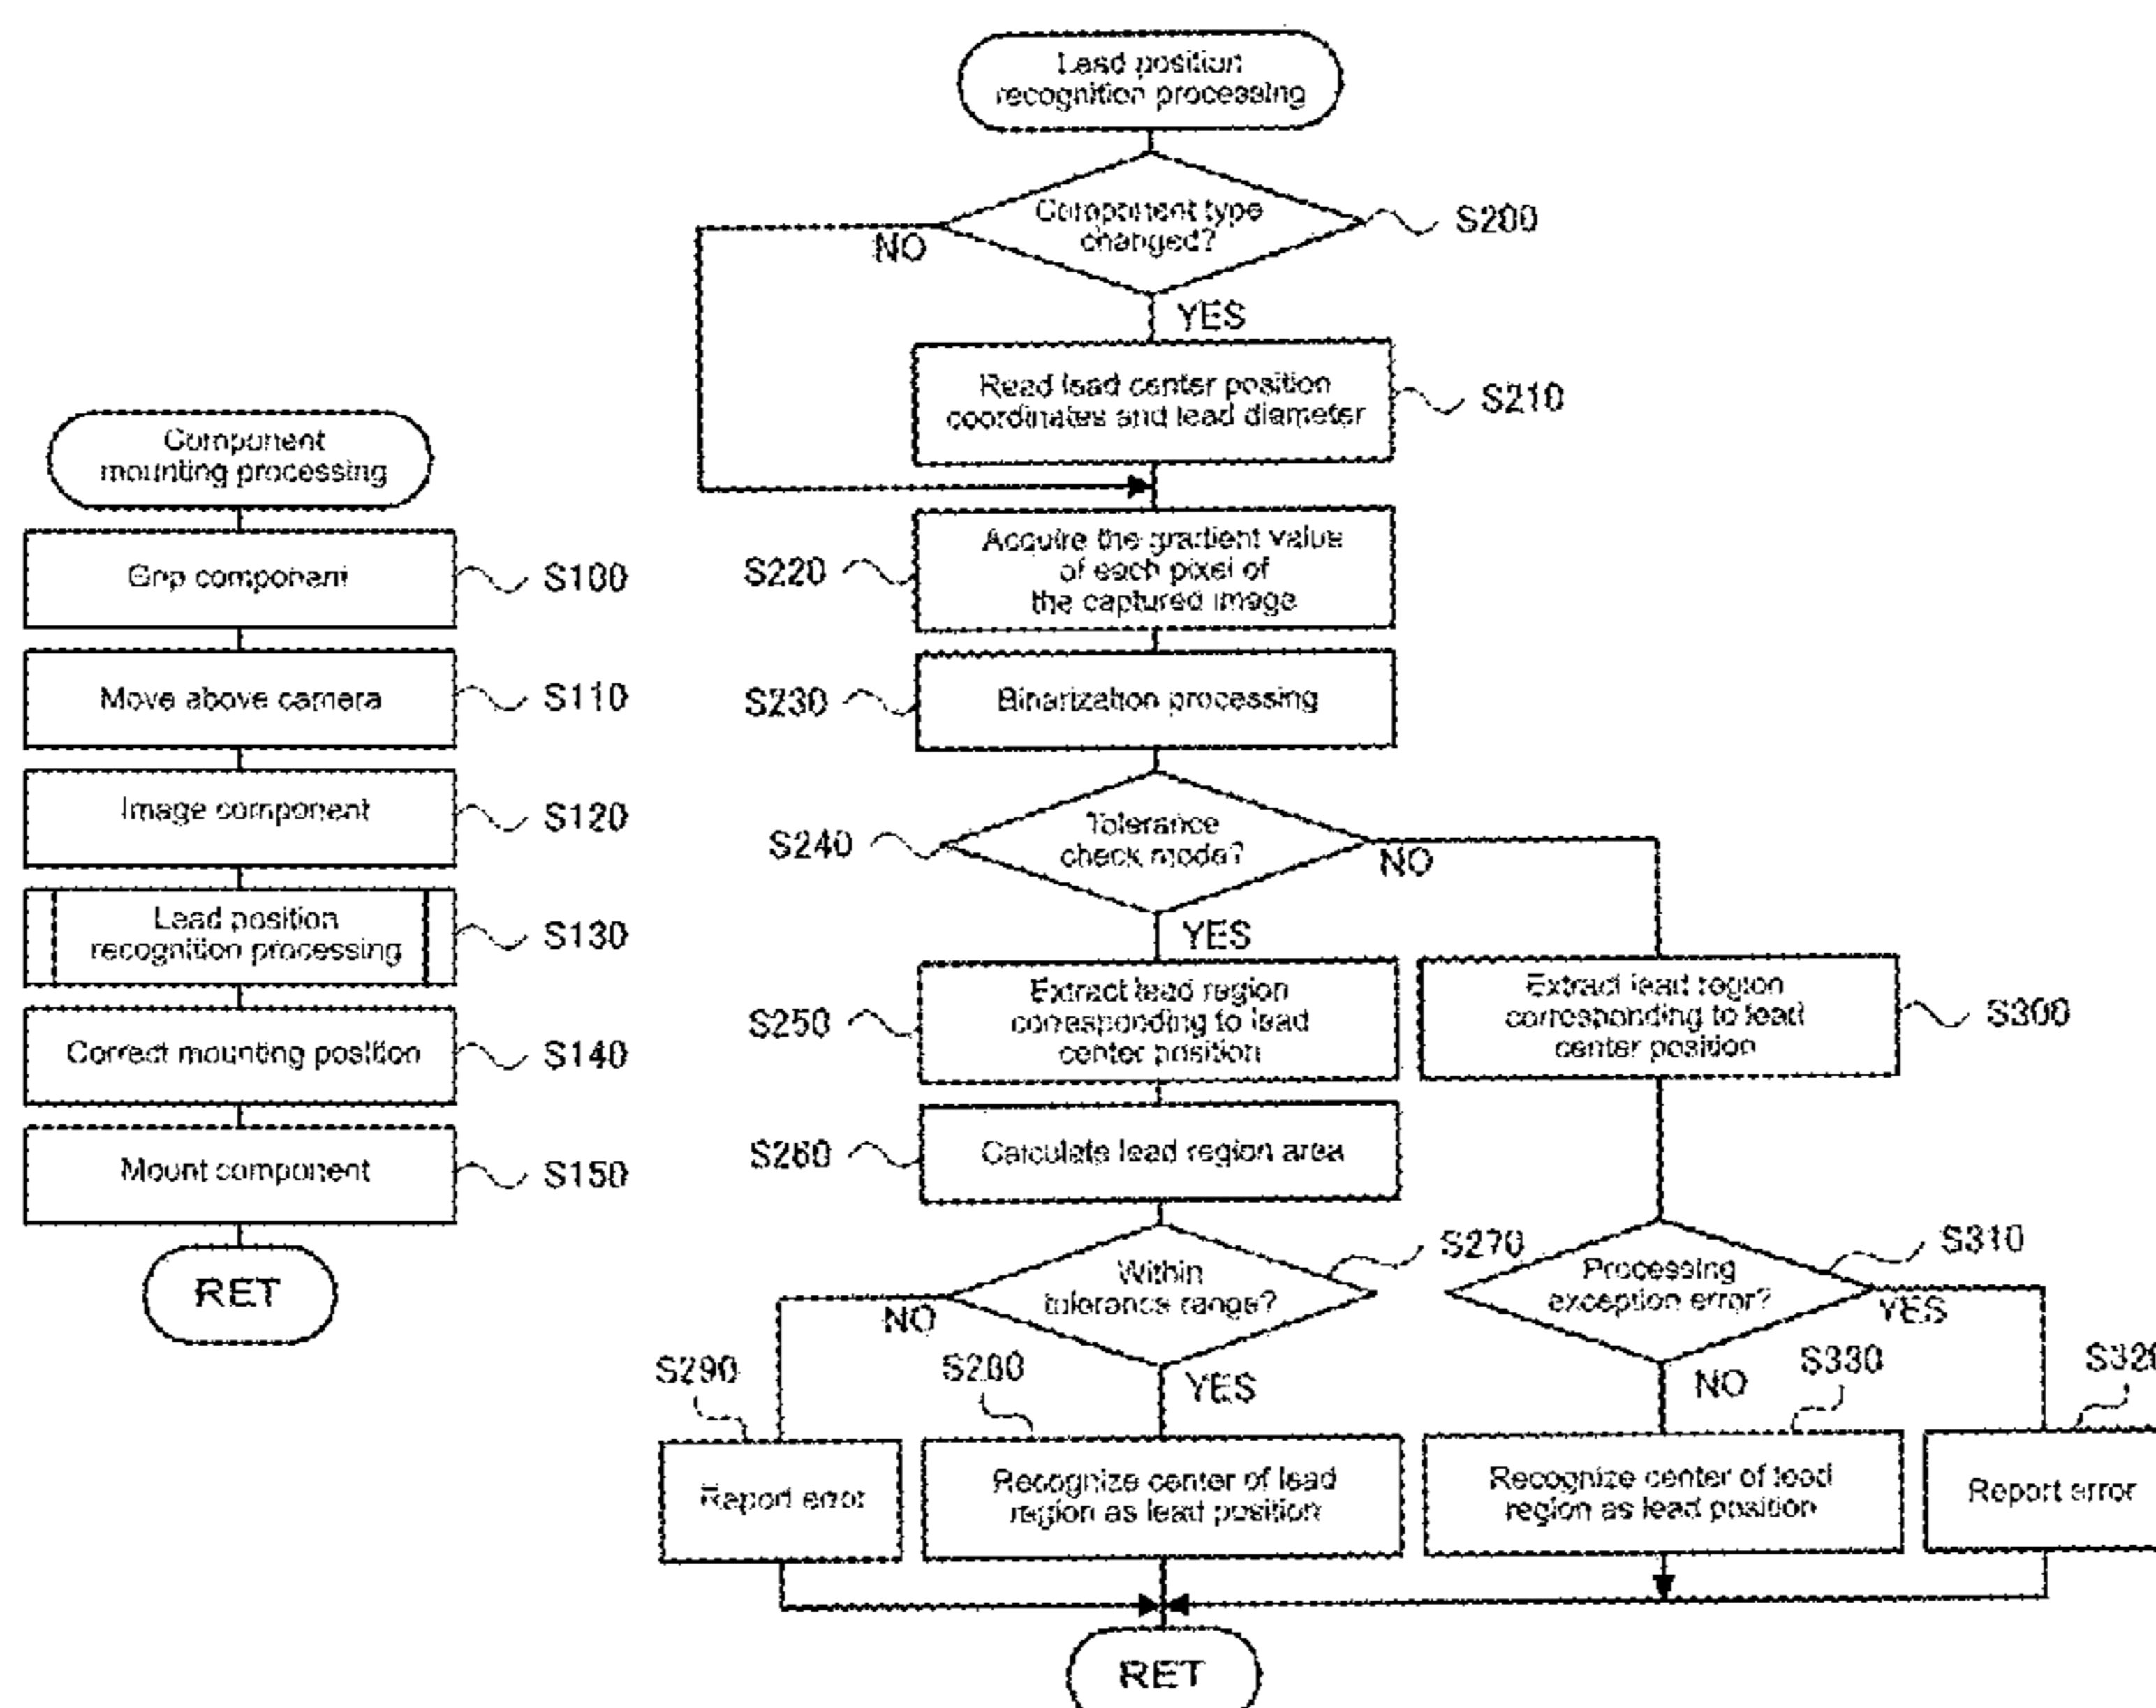 Component
mounting processing
Grip component
S100
Move above camera
S110
Image component
S120
Lead position
recognition processing
S130
Correct mounting position
S140
Mount component
S150
RET
Lead position
recognition processing
Component type
changed?
S200
NO
YES
Read lead center position
coordinates and lead diameter
S210
Acquire the gradient value
of each pixel of
the captured image
S220
Binarization processing
S230
Tolerance
check mode?
S240
NO
YES
Extract lead region
corresponding to lead
center position
S250
Extract lead region
corresponding to lead
center position
S300
Calculate lead region area
S260
Within
tolerance range?
S270
NO
YES
Processing
exception error?
S310
YES
NO
S290
Report error
S280
Recognize center of lead
region as lead position
S330
Recognize center of lead
region as lead position
S320
Report error
RET